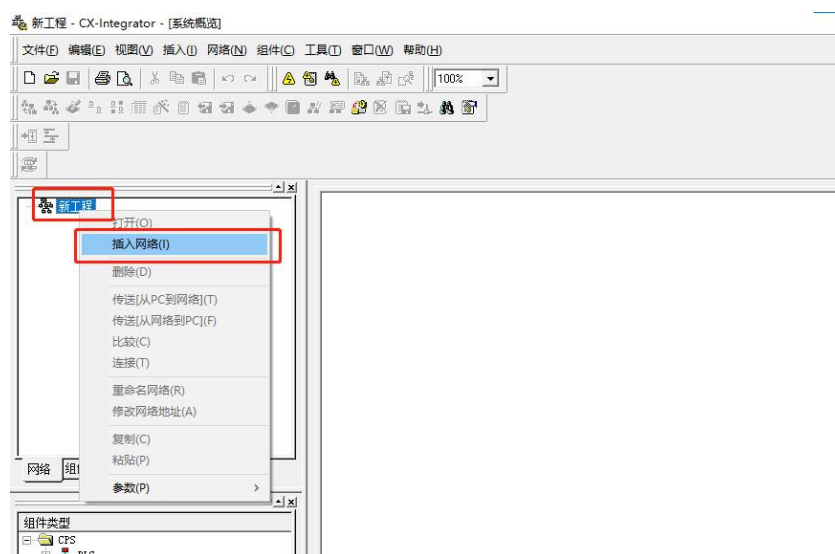 新工程 - CX-Integrator - [系统概览]
文件(F) 编辑(E) 视图(V) 插入(I) 网络(N) 组件(C) 工具(T) 窗口(W) 帮助(H)
100%
新工程
打开(O)
插入网络(I)
删除(D)
传送[从PC到网络](T)
传送[从网络到PC](F)
比较(C)
连接(T)
重命名网络(R)
修改网络地址(A)
复制(C)
粘贴(P)
参数(P)
网络 组
组件类型
CPS